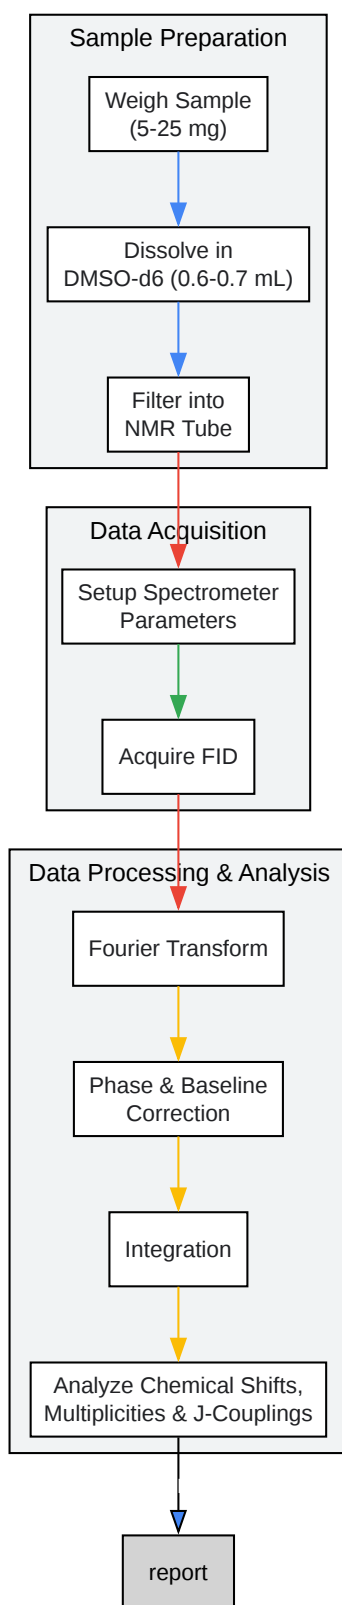 Sample Preparation
Weigh Sample
(5-25 mg)
Dissolve in
DMSO-d6 (0.6-0.7 mL)
Filter into
NMR Tube
Data Acquisition
Setup Spectrometer
Parameters
Acquire FID
Data Processing & Analysis
Fourier Transform
Phase & Baseline
Correction
Integration
Analyze Chemical Shifts,
Multiplicities & J-Couplings
report